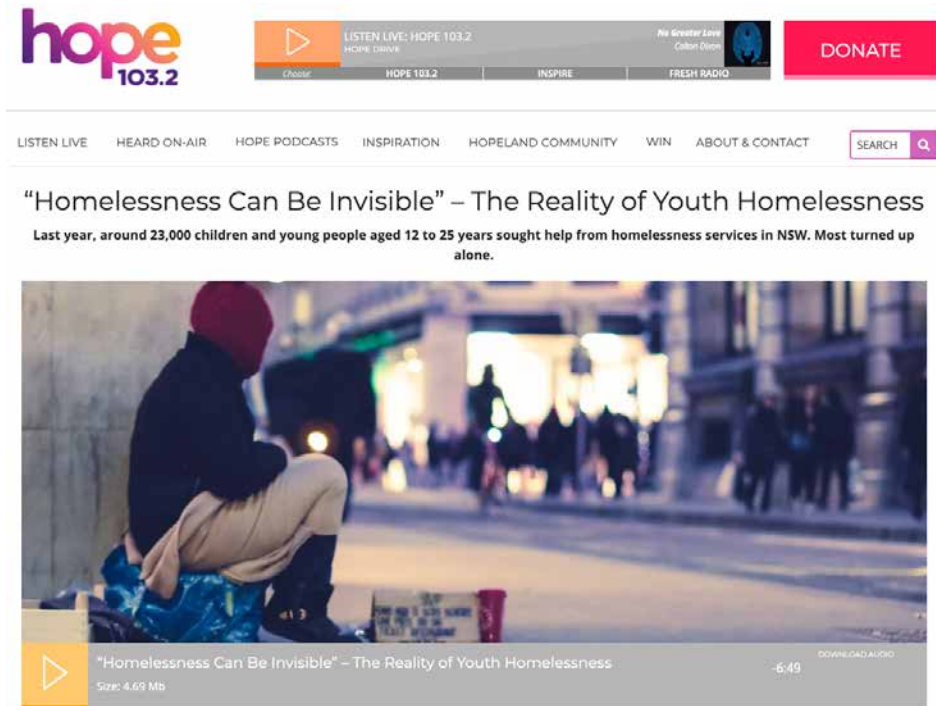 hope
103.2
LISTEN LIVE: HOPE 103.2
HOPE DRIVE
No Greater Love
Colton Dixon
Choose:
HOPE 103.2
INSPIRE
FRESH RADIO
DONATE
LISTEN LIVE
HEARD ON-AIR
HOPE PODCASTS
INSPIRATION
HOPELAND COMMUNITY
WIN
ABOUT & CONTACT
SEARCH
“Homelessness Can Be Invisible” – The Reality of Youth Homelessness
Last year, around 23,000 children and young people aged 12 to 25 years sought help from homelessness services in NSW. Most turned up
alone.
“Homelessness Can Be Invisible” – The Reality of Youth Homelessness
Size: 4.69 Mb
-6:49
DOWNLOAD AUDIO